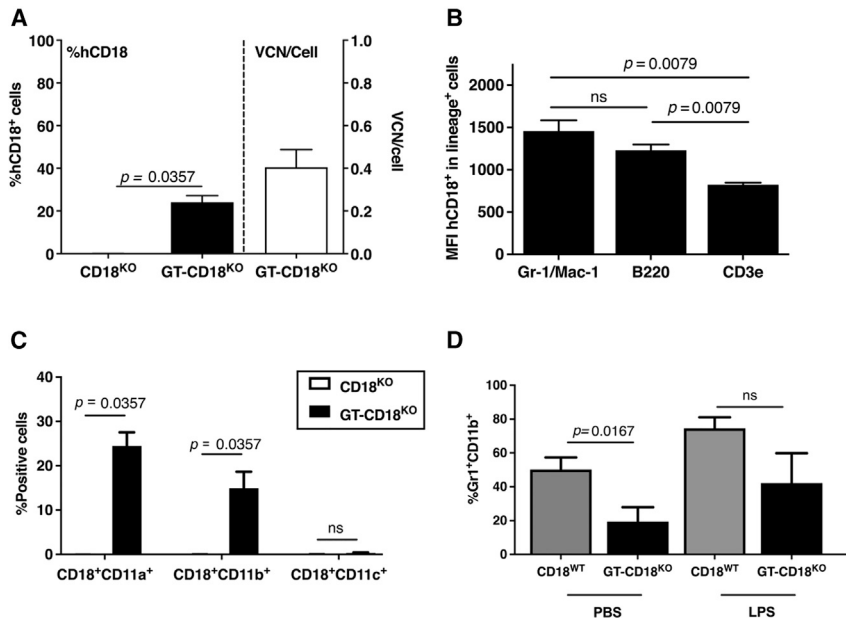 A
%hCD18
VCN/Cell
%hCD18⁺ cells
100
80
60
40
20
0
p = 0.0357
1.0
0.8
0.6
0.4
0.2
0.0
VCN/cell
CD18ᴷᴼ
GT-CD18ᴷᴼ
GT-CD18ᴷᴼ
B
MFI hCD18⁺ in lineage⁺ cells
2000
1500
1000
500
0
p = 0.0079
ns
p = 0.0079
Gr-1/Mac-1
B220
CD3e
C
%Positive cells
40
30
20
10
0
p = 0.0357
p = 0.0357
ns
CD18ᴷᴼ
GT-CD18ᴷᴼ
CD18⁺CD11a⁺
CD18⁺CD11b⁺
CD18⁺CD11c⁺
D
%Gr1⁺CD11b⁺
100
80
60
40
20
0
p=0.0167
ns
CD18ᵂᵀ
GT-CD18ᴷᴼ
CD18ᵂᵀ
GT-CD18ᴷᴼ
PBS
LPS